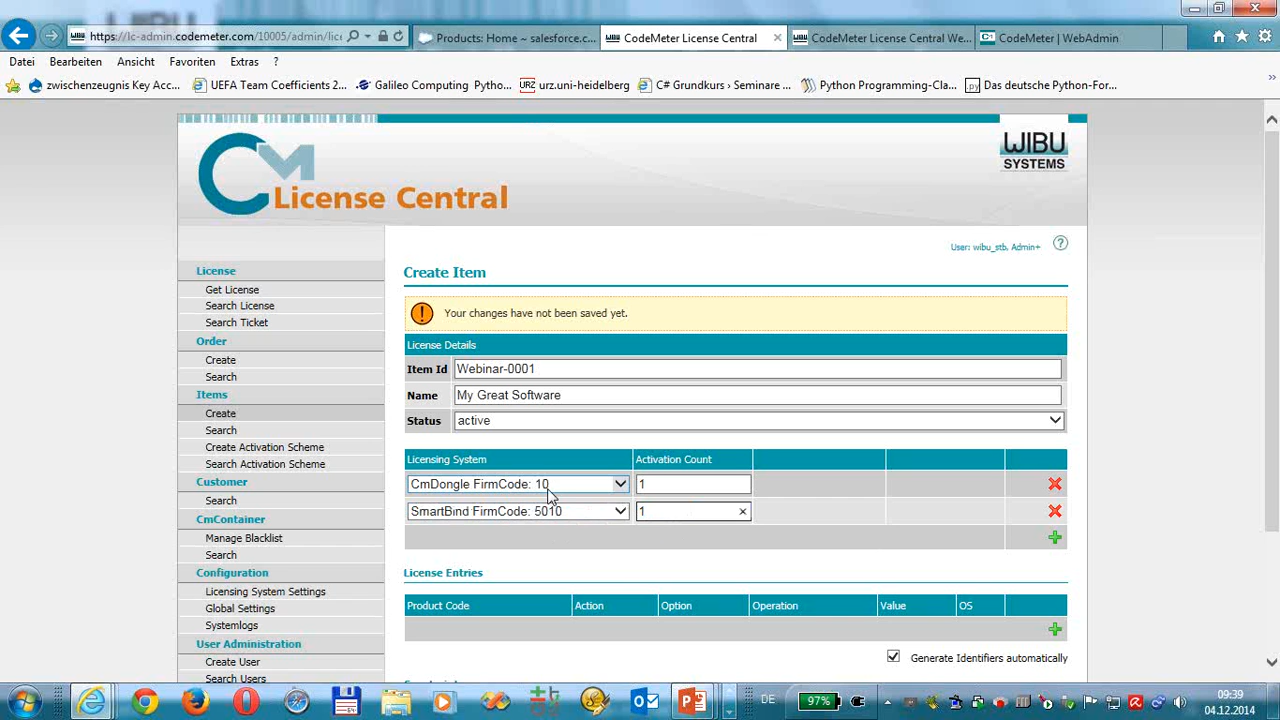 https://lc-admin.codemeter.com/10005/admin/lice
Products: Home ~ salesforce.c...
CodeMeter License Central
CodeMeter License Central We...
CodeMeter | WebAdmin
Datei Bearbeiten Ansicht Favoriten Extras ?
zwischenzeugnis Key Acc...
UEFA Team Coefficients 2...
Galileo Computing Pytho...
URZ urz.uni-heidelberg
C# Grundkurs › Seminare ...
Python Programming-Cla...
.py Das deutsche Python-For...
CM
License Central
WIBU
SYSTEMS
User: wibu_stb, Admin+
License
Get License
Search License
Search Ticket
Order
Create
Search
Items
Create
Search
Create Activation Scheme
Search Activation Scheme
Customer
Search
CmContainer
Manage Blacklist
Search
Configuration
Licensing System Settings
Global Settings
Systemlogs
User Administration
Create User
Search Users
Create Item
Your changes have not been saved yet.
License Details
Item Id Webinar-0001
Name My Great Software
Status active
Licensing System Activation Count
CmDongle FirmCode: 10 1
SmartBind FirmCode: 5010 1
License Entries
Product Code Action Option Operation Value OS
Generate Identifiers automatically
DE
97%
09:39
04.12.2014